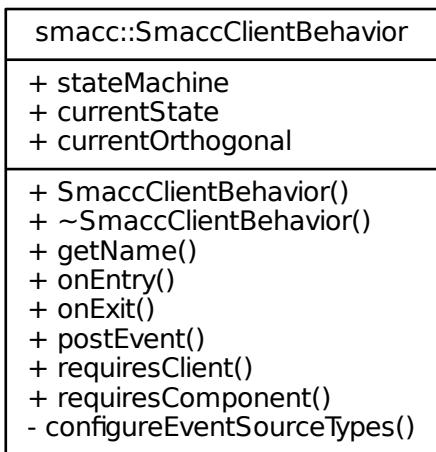 smacc::SmaccClientBehavior
+ stateMachine
+ currentState
+ currentOrthogonal
+ SmaccClientBehavior()
+ ~SmaccClientBehavior()
+ getName()
+ onEntry()
+ onExit()
+ postEvent()
+ requiresClient()
+ requiresComponent()
- configureEventSourceTypes()